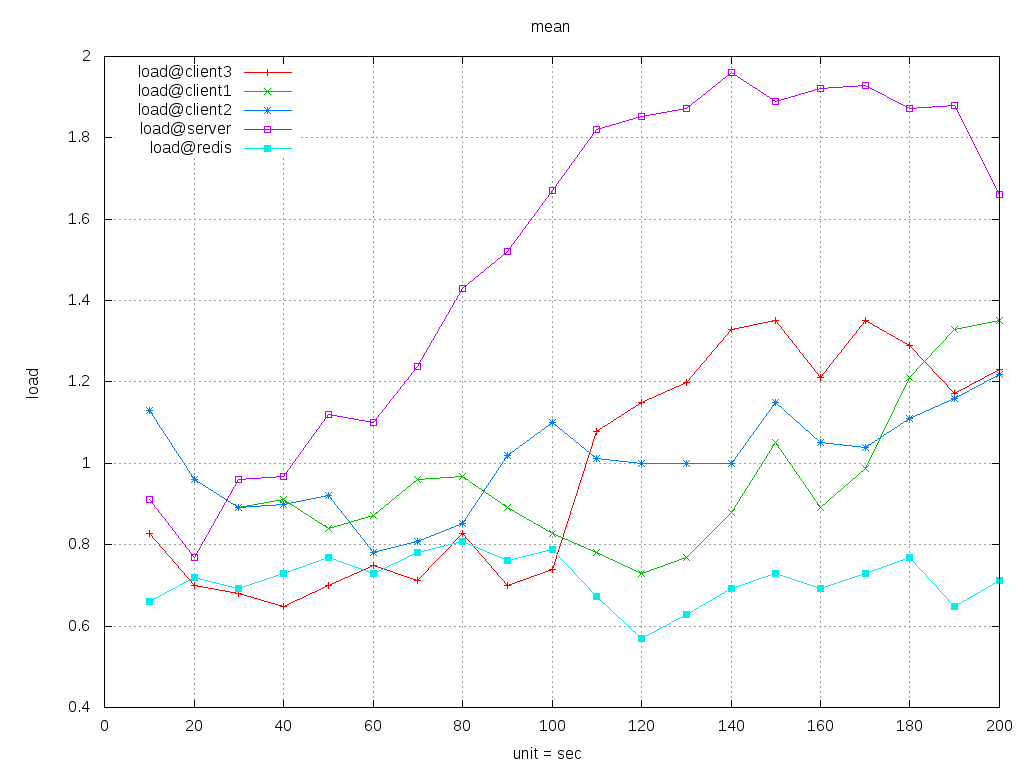 mean
2
1.8
1.6
1.4
1.2
1
0.8
0.6
0.4
load
load@client3
load@client1
load@client2
load@server
load@redis
0 20 40 60 80 100 120 140 160 180 200
unit = sec